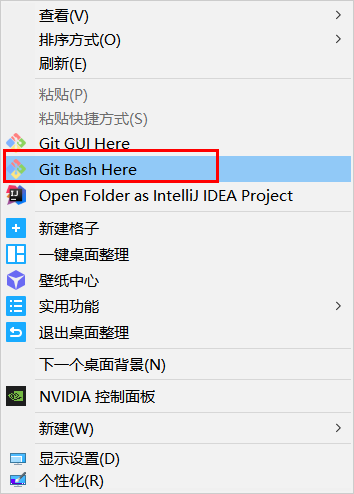 查看(V)
排序方式(O)
刷新(E)
粘贴(P)
粘贴快捷方式(S)
Git GUI Here
Git Bash Here
Open Folder as IntelliJ IDEA Project
新建格子
一键桌面整理
壁纸中心
实用功能
退出桌面整理
下一个桌面背景(N)
NVIDIA 控制面板
新建(W)
显示设置(D)
个性化(R)